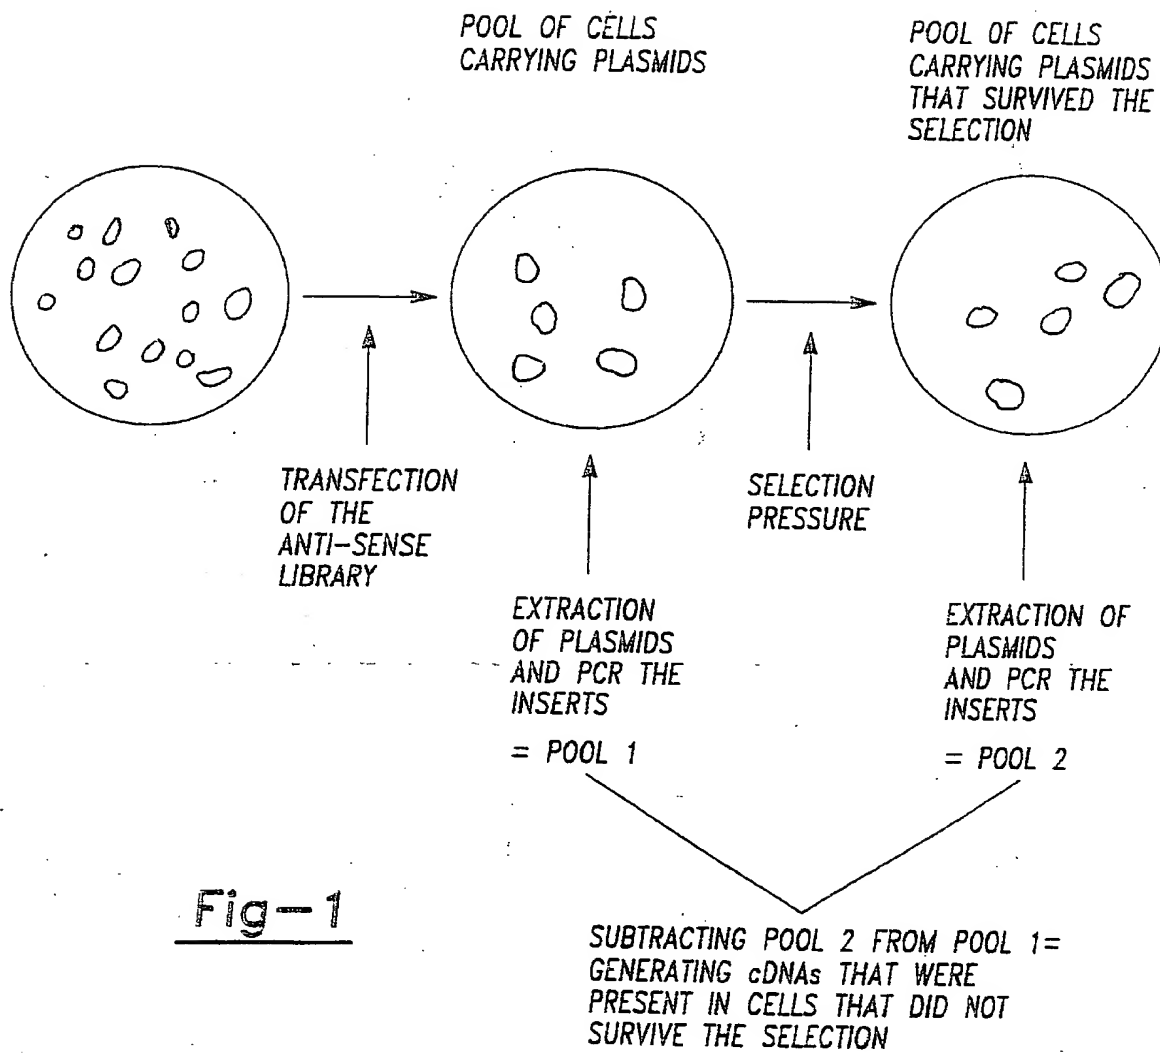 POOL OF CELLS
CARRYING PLASMIDS
POOL OF CELLS
CARRYING PLASMIDS
THAT SURVIVED THE
SELECTION
TRANSFECTION
OF THE
ANTI-SENSE
LIBRARY
SELECTION
PRESSURE
EXTRACTION
OF PLASMIDS
AND PCR THE
INSERTS
= POOL 1
EXTRACTION OF
PLASMIDS
AND PCR THE
INSERTS
= POOL 2
Fig-1
SUBTRACTING POOL 2 FROM POOL 1=
GENERATING cDNAs THAT WERE
PRESENT IN CELLS THAT DID NOT
SURVIVE THE SELECTION